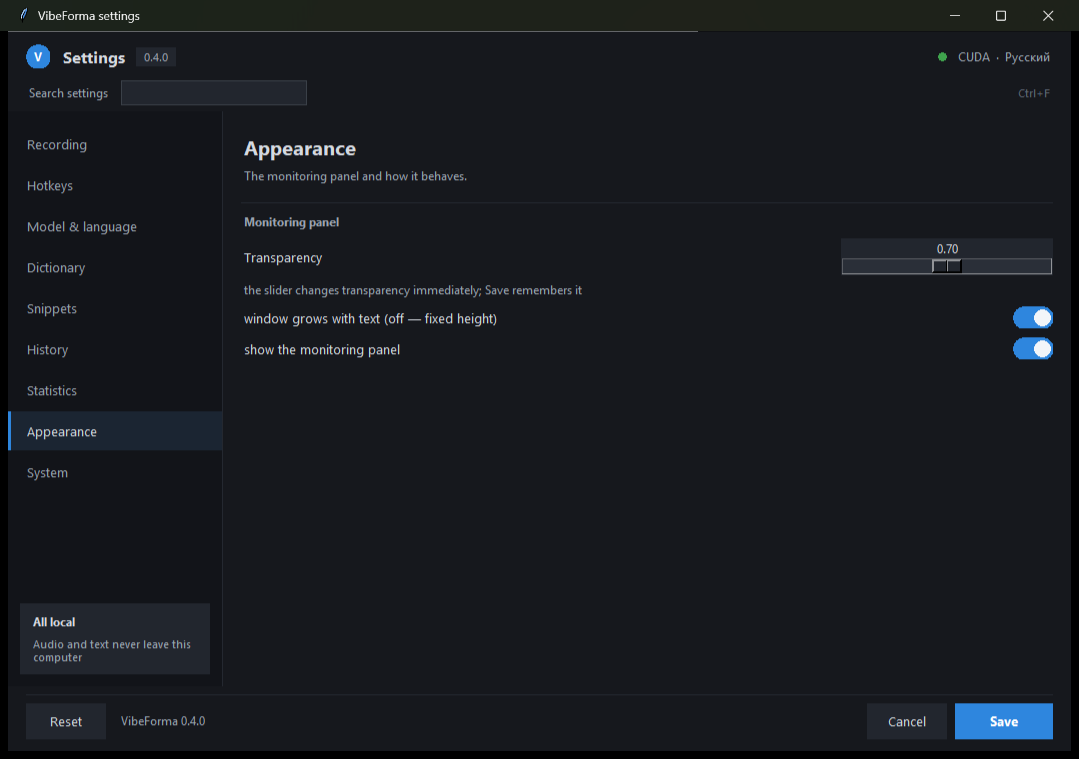 VibeForma settings
V Settings 0.4.0
CUDA · Русский
Search settings
Ctrl+F
Recording
Hotkeys
Model & language
Dictionary
Snippets
History
Statistics
Appearance
System
All local
Audio and text never leave this
computer
Appearance
The monitoring panel and how it behaves.
Monitoring panel
Transparency
0.70
the slider changes transparency immediately; Save remembers it
window grows with text (off — fixed height)
show the monitoring panel
Reset
VibeForma 0.4.0
Cancel
Save